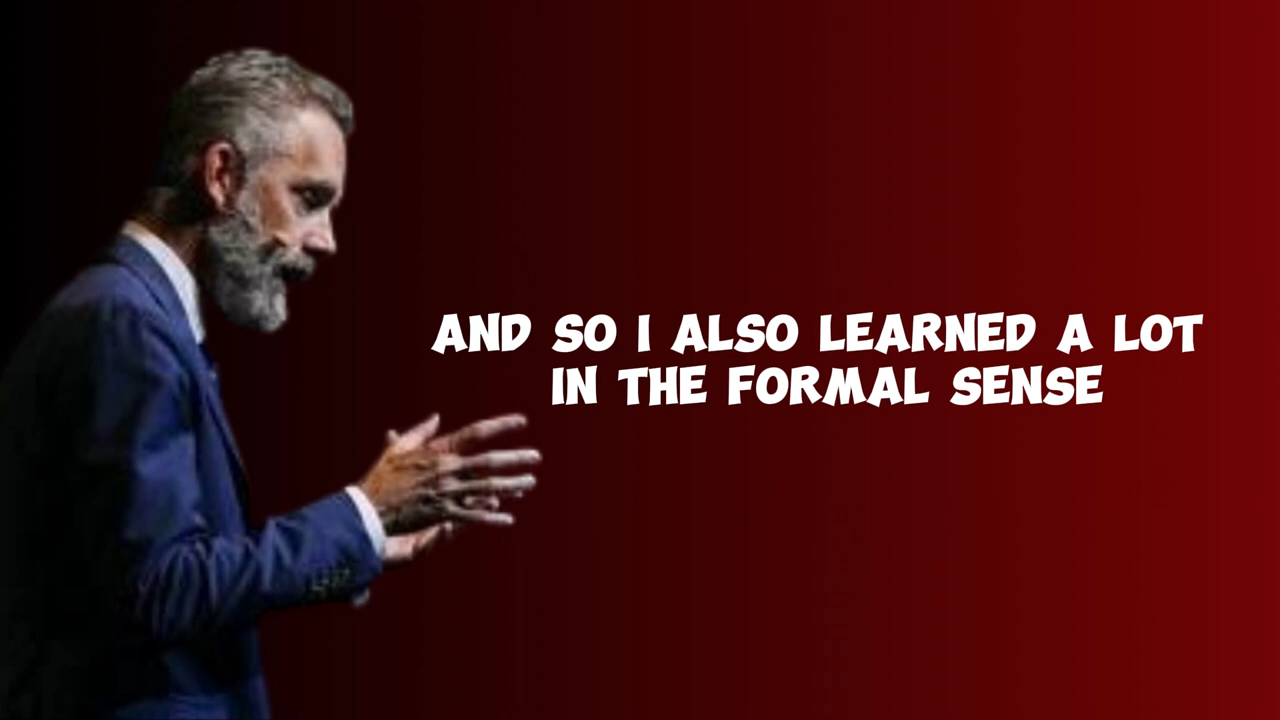 AND SO I ALSO LEARNED A LOT
IN THE FORMAL SENSE